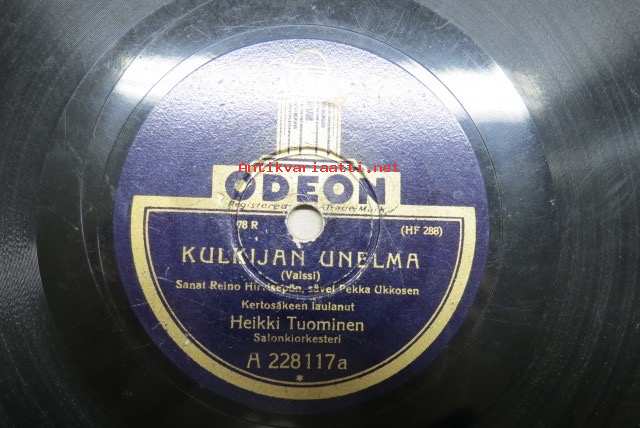 Antikvariaatti.net
ODEON
Registered Trade Mark
78 R (HF 288)
KULKIJAN UNELMA
(Valssi)
Sanat Reino Hirvisepän, sävel Pekka Ukkosen
Kertosäkeen laulanut
Heikki Tuominen
Salonkiorkesteri
A 228117a
*